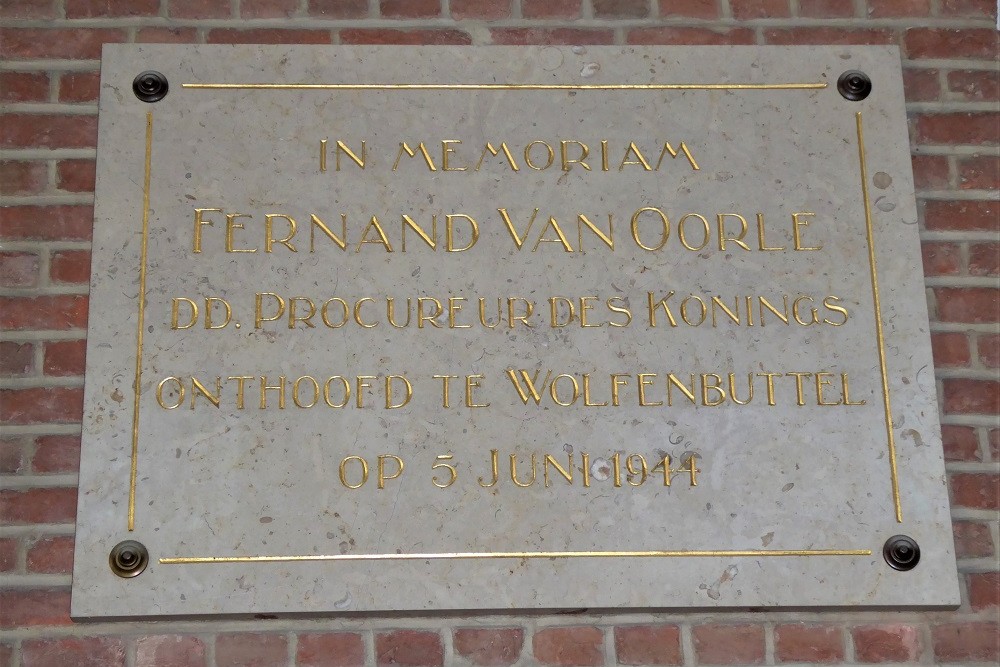 IN MEMORIAM
FERNAND VAN OORLE
DD. PROCUREUR DES KONINGS
ONTHOOFD TE WOLFENBUTTEL
OP 5 JUNI 1944